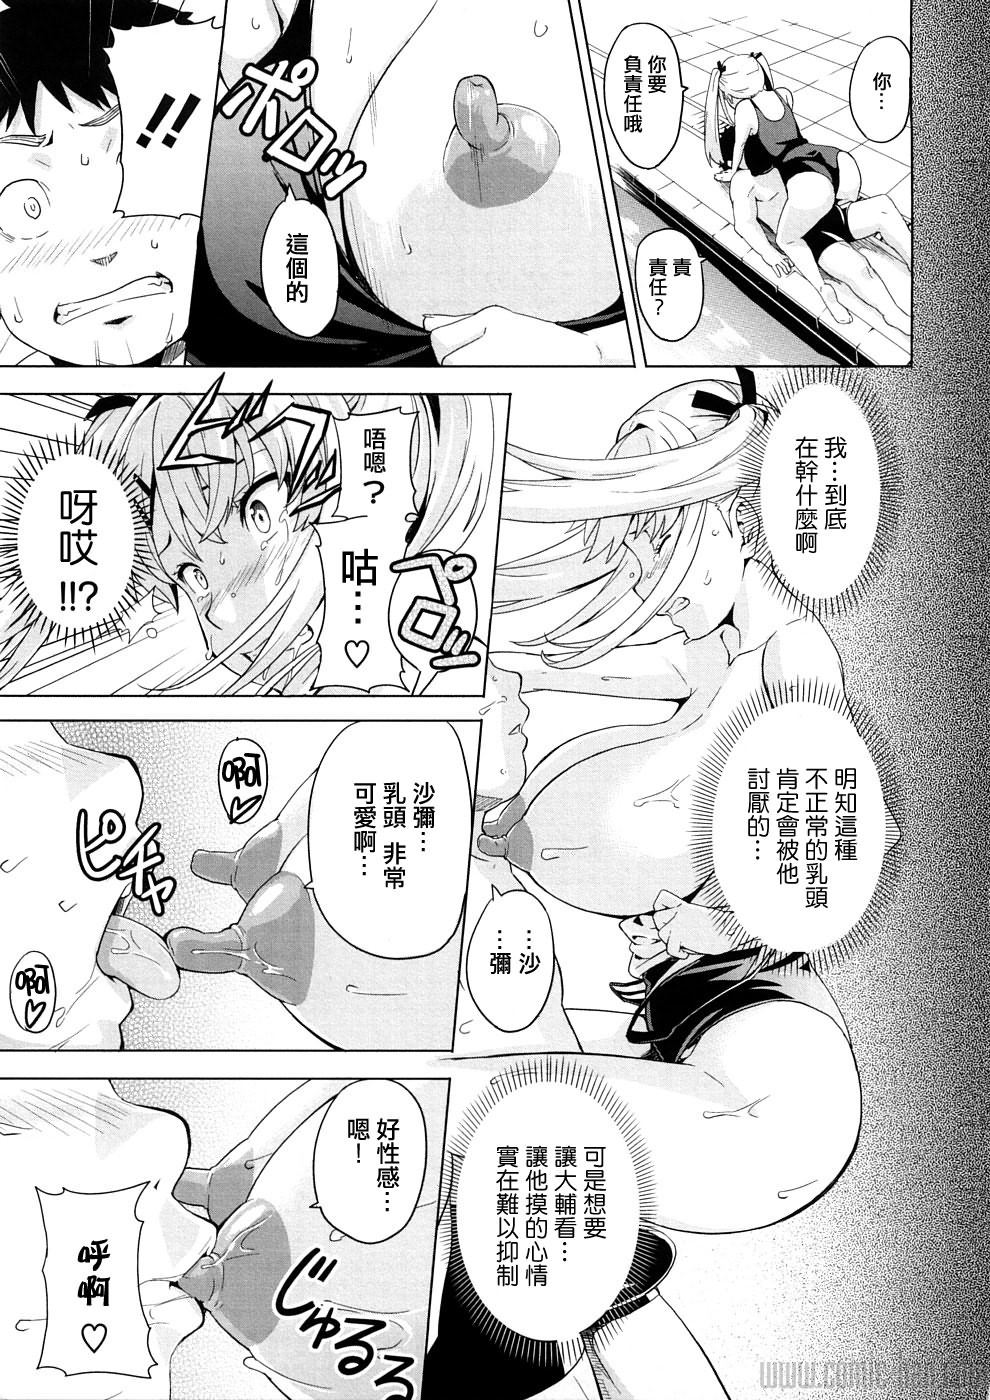 你…
你要
負責任哦
責
責任?
ポロッ
這個的
!!
我…到底
在幹什麼啊
唔嗯?
ビクビクッ
咕…♡
ペロッ
呀哎!!?
明知這種
不正常的乳頭
肯定會被他
討厭的…
…沙
…彌
沙彌…
乳頭 非常
可愛啊…
啊♡
ピチャ
啊♡
可是想要
讓大輔看…
讓他摸的心情
實在難以抑制
好性感…
嗯!
じゅるるる
呼啊♡